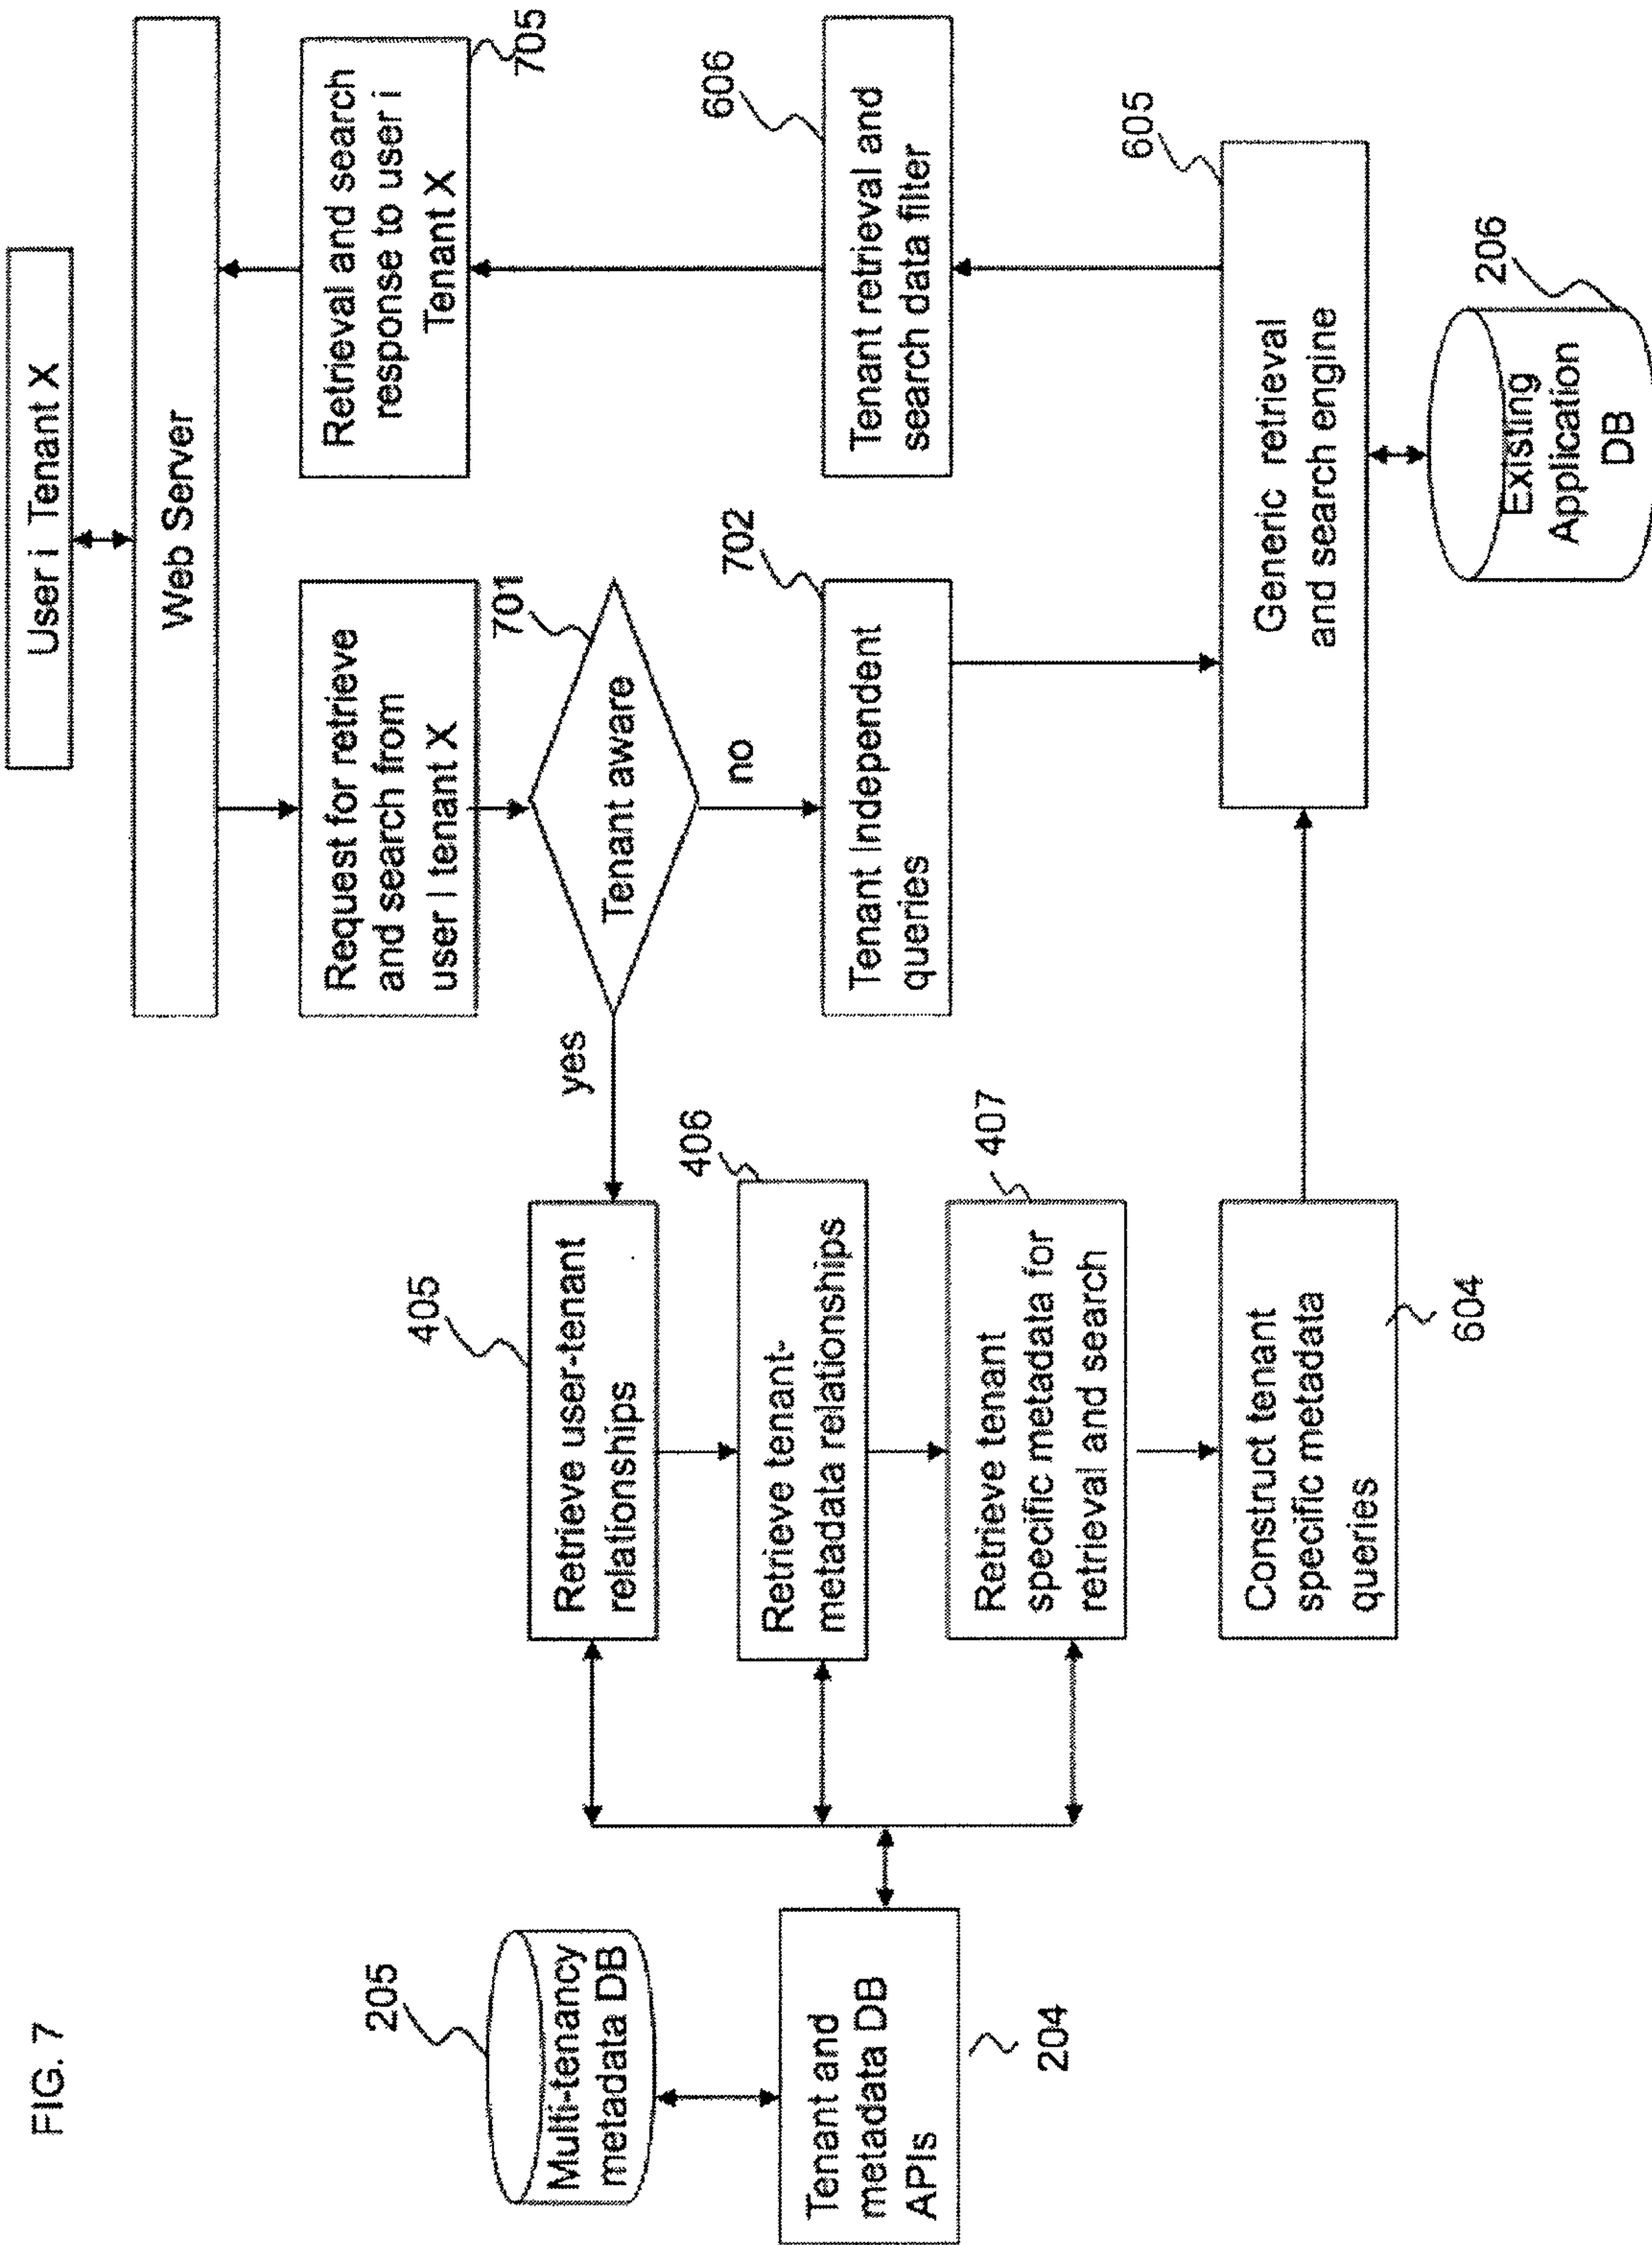 FIG. 7
User i Tenant X
Web Server
Request for retrieve
and search from
user I tenant X
Retrieval and search
response to user i
Tenant X
705
701
Tenant aware
yes
no
405
Retrieve user-tenant
relationships
406
Retrieve tenant-
metadata relationships
407
Retrieve tenant
specific metadata for
retrieval and search
Construct tenant
specific metadata
queries
604
205
Multi-tenancy
metadata DB
Tenant and
metadata DB
APIs
204
702
Tenant Independent
queries
606
Tenant retrieval and
search data filter
605
Generic retrieval
and search engine
206
Existing
Application
DB